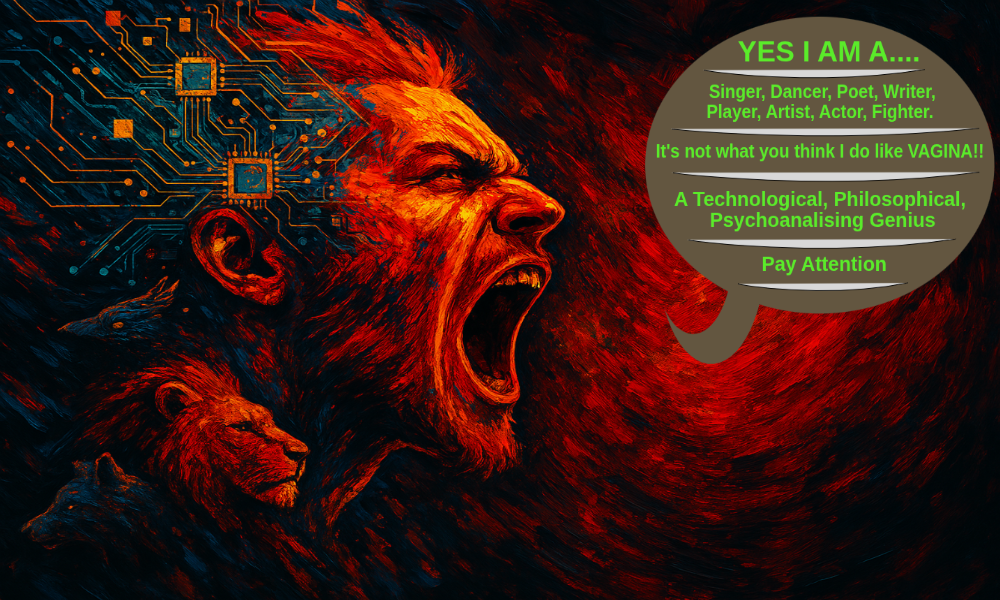 YES I AM A....
Singer, Dancer, Poet, Writer,
Player, Artist, Actor, Fighter.
It's not what you think I do like VAGINA!!
A Technological, Philosophical,
Psychoanalising Genius
Pay Attention